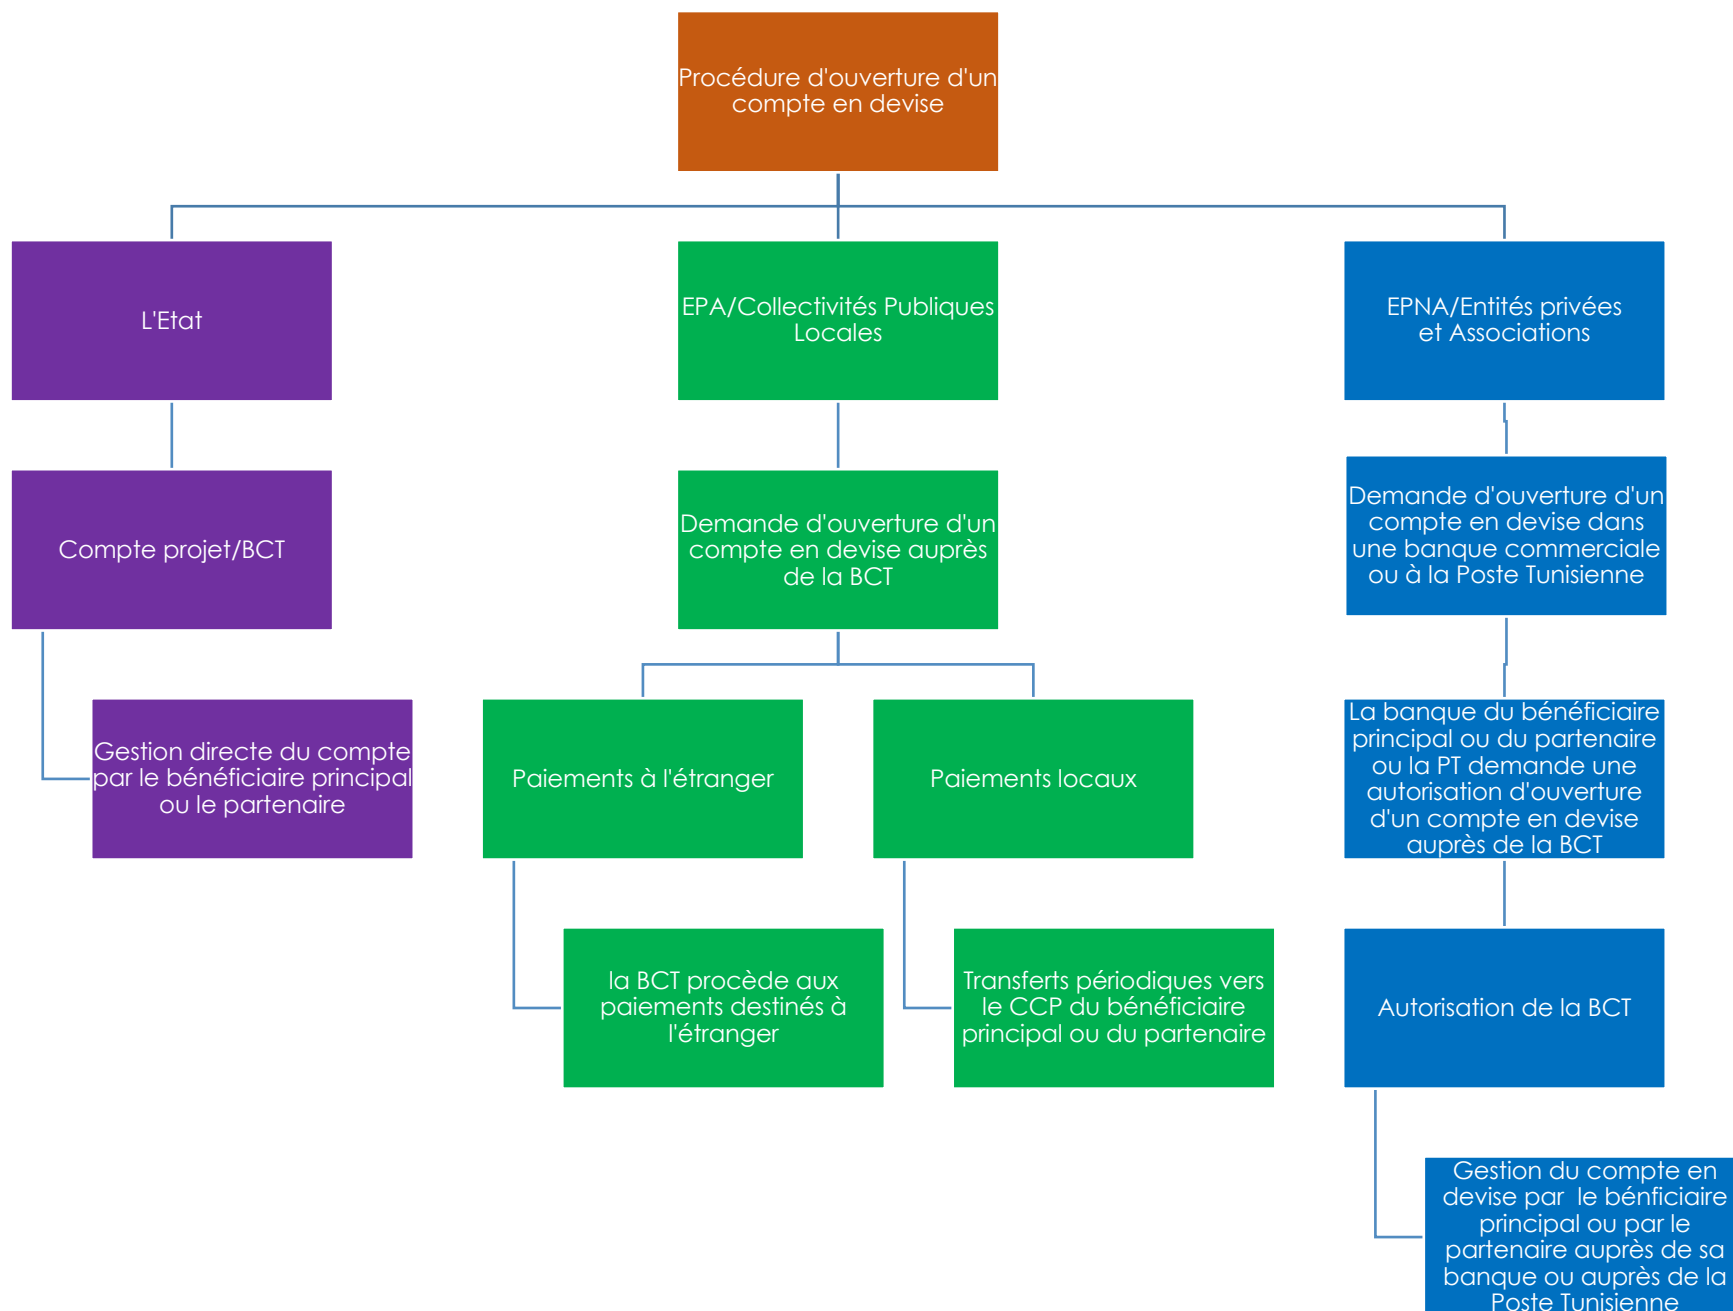 Procédure d'ouverture d'un
compte en devise
L'Etat
EPA/Collectivités Publiques
Locales
EPNA/Entités privées
et Associations
Compte projet/BCT
Demande d'ouverture d'un
compte en devise auprès
de la BCT
Demande d'ouverture d'un
compte en devise dans
une banque commerciale
ou à la Poste Tunisienne
Gestion directe du compte
par le bénéficiaire principal
ou le partenaire
Paiements à l'étranger
Paiements locaux
La banque du bénéficiaire
principal ou du partenaire
ou la PT demande une
autorisation d'ouverture
d'un compte en devise
auprès de la BCT
la BCT procède aux
paiements destinés à
l'étranger
Transferts périodiques vers
le CCP du bénéficiaire
principal ou du partenaire
Autorisation de la BCT
Gestion du compte en
devise par le bénficiaire
principal ou par le
partenaire auprès de sa
banque ou auprès de la
Poste Tunisienne